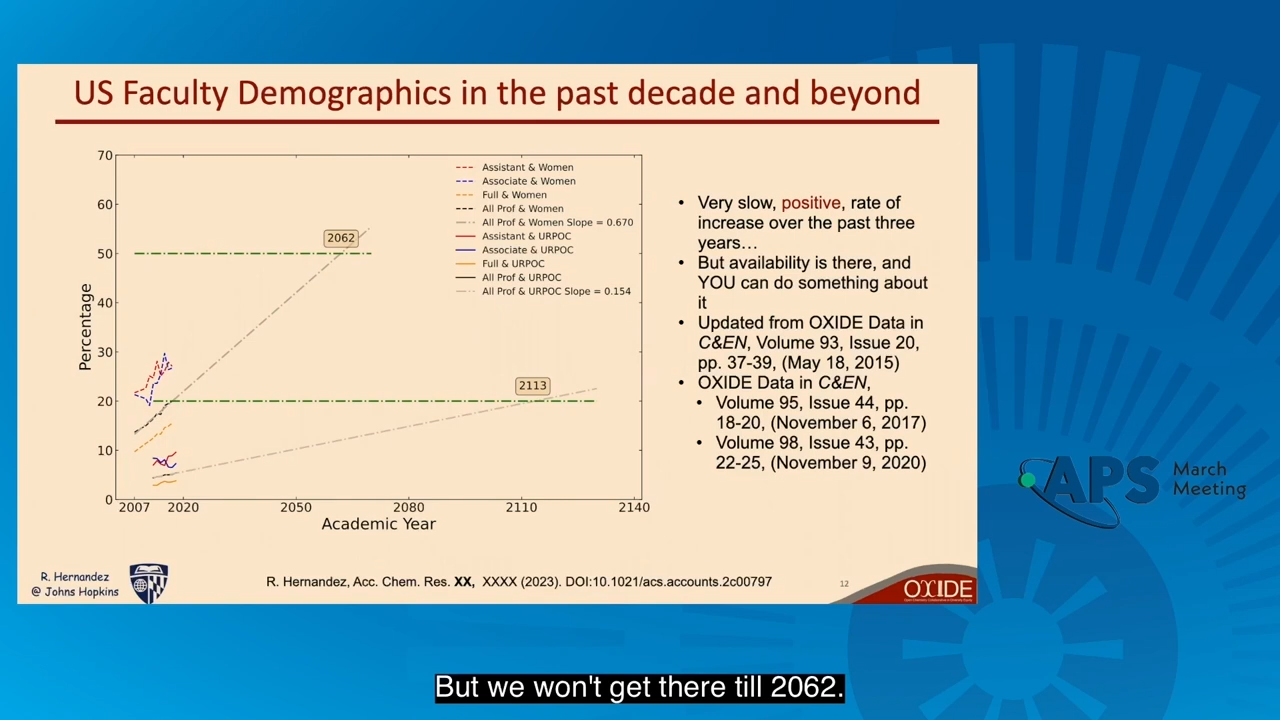 US Faculty Demographics in the past decade and beyond
70
60
50
40
30
20
10
0
Percentage
2007 2020 2050 2080 2110 2140
Academic Year
2062
2113
Assistant & Women
Associate & Women
Full & Women
All Prof & Women
All Prof & Women Slope = 0.670
Assistant & URPOC
Associate & URPOC
Full & URPOC
All Prof & URPOC
All Prof & URPOC Slope = 0.154
• Very slow, positive, rate of
increase over the past three
years…
• But availability is there, and
YOU can do something about
it
• Updated from OXIDE Data in
C&EN, Volume 93, Issue 20,
pp. 37-39, (May 18, 2015)
• OXIDE Data in C&EN,
• Volume 95, Issue 44, pp.
18-20, (November 6, 2017)
• Volume 98, Issue 43, pp.
22-25, (November 9, 2020)
APS March
Meeting
R. Hernandez
@ Johns Hopkins
R. Hernandez, Acc. Chem. Res. XX, XXXX (2023). DOI:10.1021/acs.accounts.2c00797
12
OXIDE
But we won't get there till 2062.